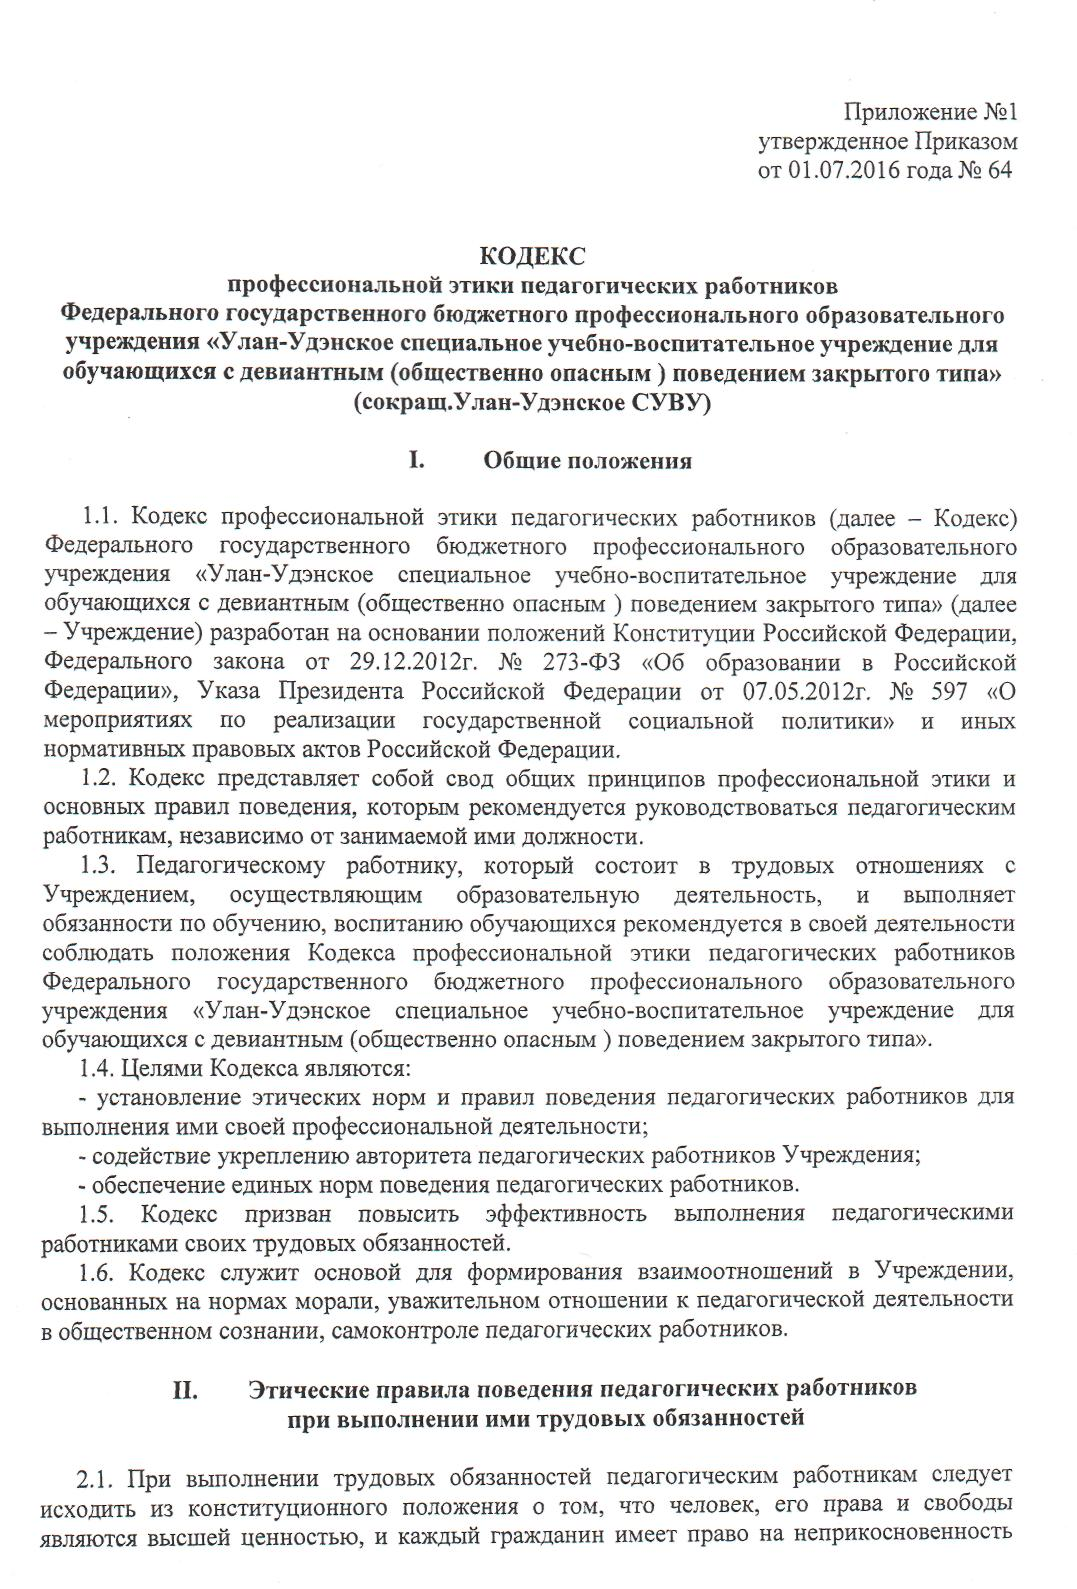 Приложение №1
утвержденное Приказом
от 01.07.2016 года № 64
КОДЕКС
профессиональной этики педагогических работников
Федерального государственного бюджетного профессионального образовательного
учреждения «Улан-Удэнское специальное учебно-воспитательное учреждение для
обучающихся с девиантным (общественно опасным ) поведением закрытого типа»
(сокращ.Улан-Удэнское СУВУ)
I. Общие положения
1.1. Кодекс профессиональной этики педагогических работников (далее – Кодекс)
Федерального государственного бюджетного профессионального образовательного
учреждения «Улан-Удэнское специальное учебно-воспитательное учреждение для
обучающихся с девиантным (общественно опасным ) поведением закрытого типа» (далее
– Учреждение) разработан на основании положений Конституции Российской Федерации,
Федерального закона от 29.12.2012г. № 273-ФЗ «Об образовании в Российской
Федерации», Указа Президента Российской Федерации от 07.05.2012г. № 597 «О
мероприятиях по реализации государственной социальной политики» и иных
нормативных правовых актов Российской Федерации.
1.2. Кодекс представляет собой свод общих принципов профессиональной этики и
основных правил поведения, которым рекомендуется руководствоваться педагогическим
работникам, независимо от занимаемой ими должности.
1.3. Педагогическому работнику, который состоит в трудовых отношениях с
Учреждением, осуществляющим образовательную деятельность, и выполняет
обязанности по обучению, воспитанию обучающихся рекомендуется в своей деятельности
соблюдать положения Кодекса профессиональной этики педагогических работников
Федерального государственного бюджетного профессионального образовательного
учреждения «Улан-Удэнское специальное учебно-воспитательное учреждение для
обучающихся с девиантным (общественно опасным ) поведением закрытого типа».
1.4. Целями Кодекса являются:
- установление этических норм и правил поведения педагогических работников для
выполнения ими своей профессиональной деятельности;
- содействие укреплению авторитета педагогических работников Учреждения;
- обеспечение единых норм поведения педагогических работников.
1.5. Кодекс призван повысить эффективность выполнения педагогическими
работниками своих трудовых обязанностей.
1.6. Кодекс служит основой для формирования взаимоотношений в Учреждении,
основанных на нормах морали, уважительном отношении к педагогической деятельности
в общественном сознании, самоконтроле педагогических работников.
II. Этические правила поведения педагогических работников
при выполнении ими трудовых обязанностей
2.1. При выполнении трудовых обязанностей педагогическим работникам следует
исходить из конституционного положения о том, что человек, его права и свободы
являются высшей ценностью, и каждый гражданин имеет право на неприкосновенность